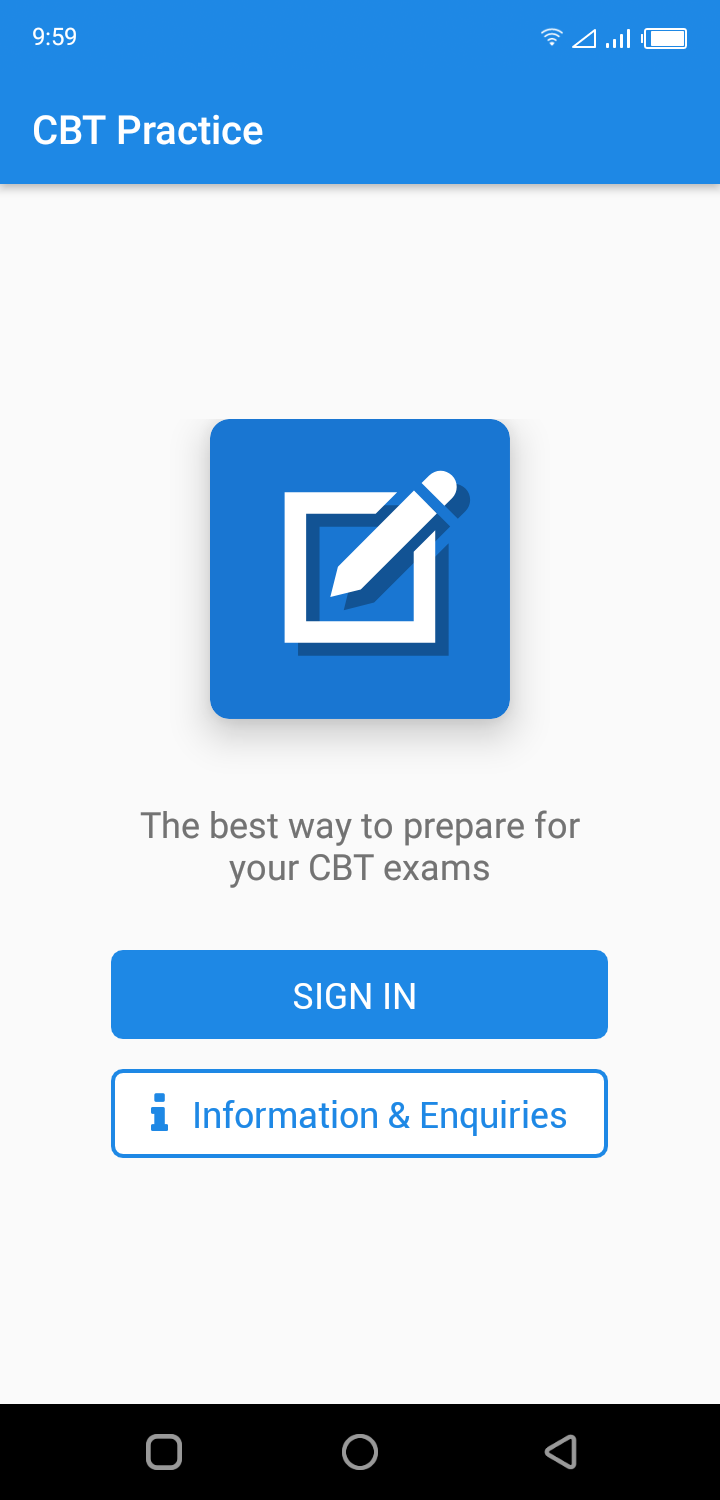 9:59
CBT Practice
The best way to prepare for
your CBT exams
SIGN IN
Information & Enquiries